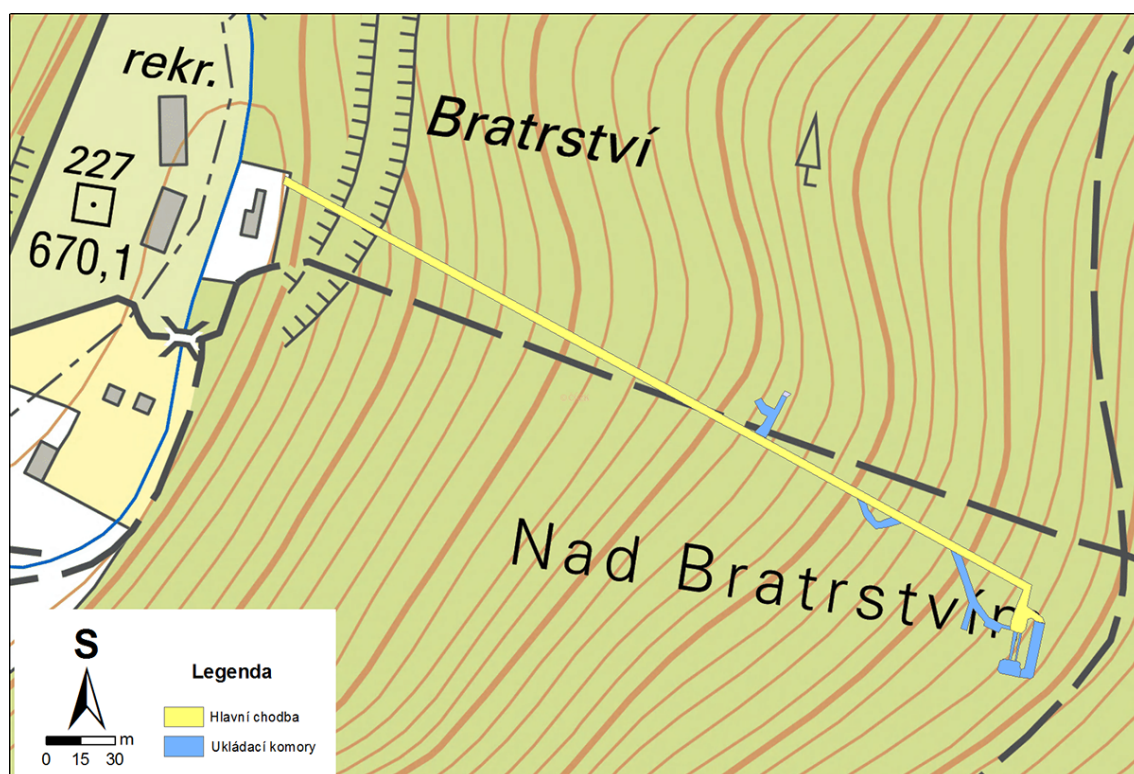 rekr.
Bratrství
227
670,1
Nad Bratrstvím
S
Legenda
Hlavní chodba
Ukládací komory
0 15 30 m